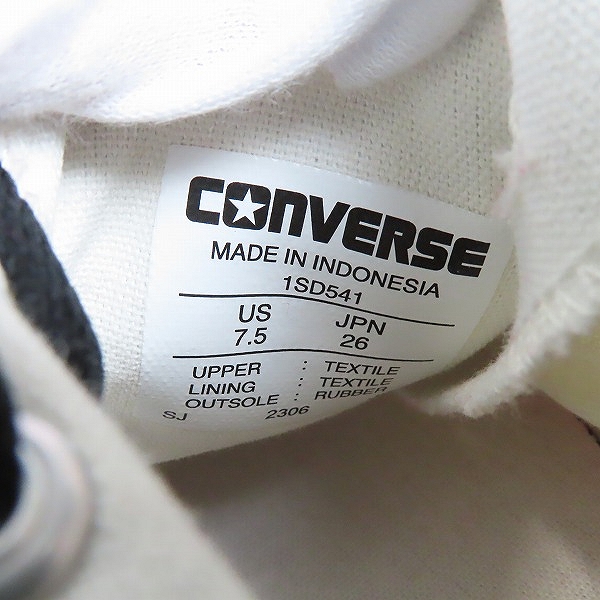 CONVERSE
MADE IN INDONESIA
1SD541
US JPN
7.5 26
UPPER : TEXTILE
LINING : TEXTILE
OUTSOLE : RUBBER
SJ 2306